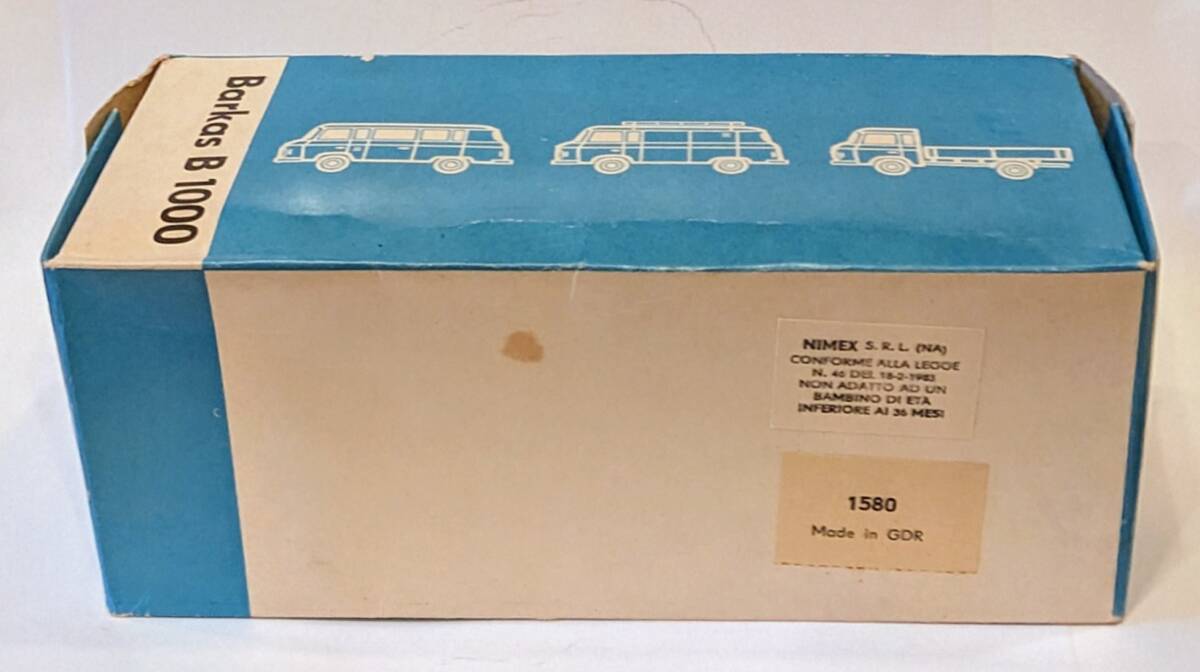 Barkas B 1000
NIMEX S. R. L. (NA)
CONFORME ALLA LEGGE
N. 46 DEL 18-2-1983
NON ADATTO AD UN
BAMBINO DI ETA
INFERIORE AI 36 MESI
1580
Made in GDR